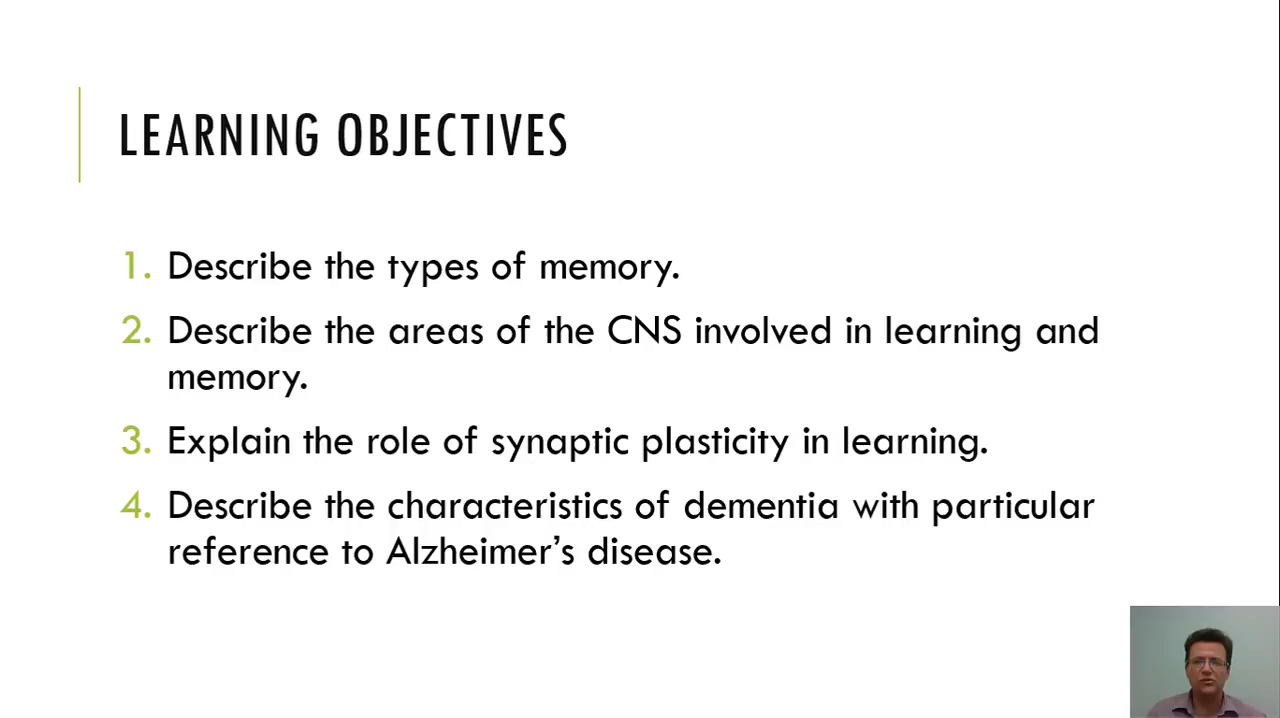 LEARNING OBJECTIVES
1. Describe the types of memory.
2. Describe the areas of the CNS involved in learning and
memory.
3. Explain the role of synaptic plasticity in learning.
4. Describe the characteristics of dementia with particular
reference to Alzheimer’s disease.